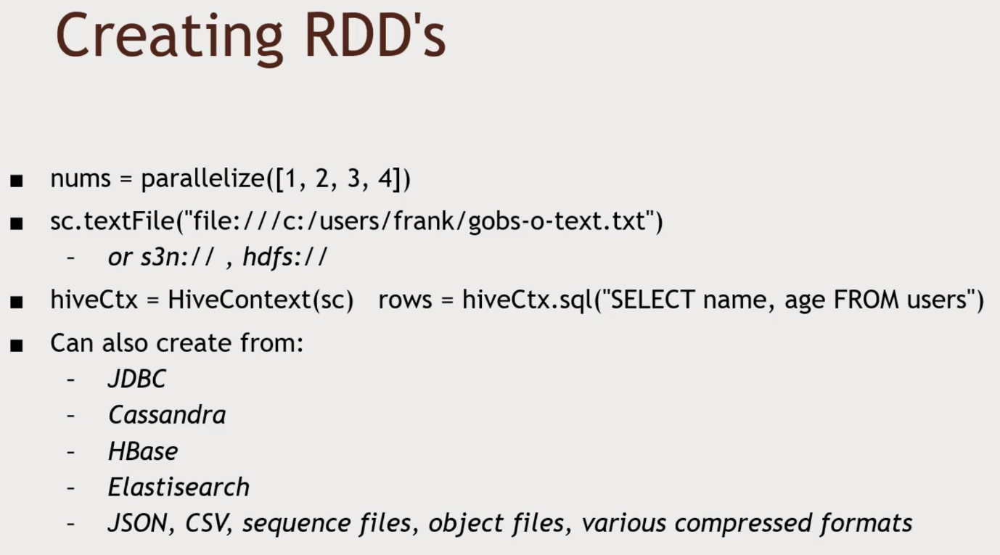 Creating RDD's
■ nums = parallelize([1, 2, 3, 4])
■ sc.textFile("file:///c:/users/frank/gobs-o-text.txt")
– or s3n:// , hdfs://
■ hiveCtx = HiveContext(sc) rows = hiveCtx.sql("SELECT name, age FROM users")
■ Can also create from:
– JDBC
– Cassandra
– HBase
– Elastisearch
– JSON, CSV, sequence files, object files, various compressed formats